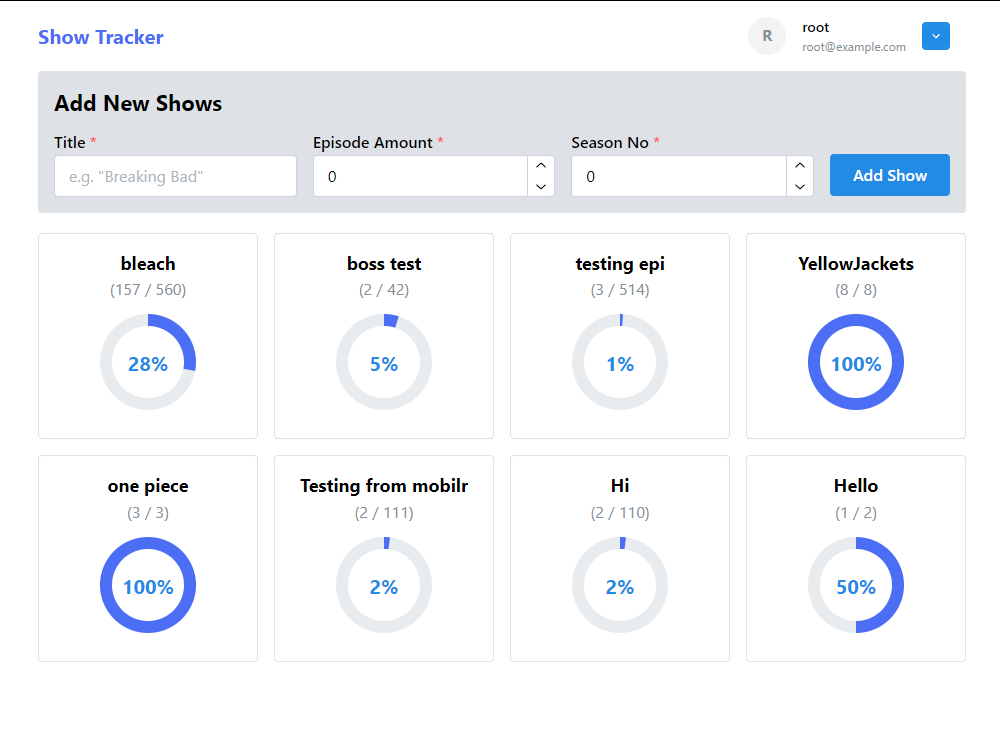 Show Tracker
R
root
root@example.com
Add New Shows
Title *
Episode Amount *
Season No *
e.g. "Breaking Bad"
0
0
Add Show
bleach
(157 / 560)
28%
boss test
(2 / 42)
5%
testing epi
(3 / 514)
1%
YellowJackets
(8 / 8)
100%
one piece
(3 / 3)
100%
Testing from mobilr
(2 / 111)
2%
Hi
(2 / 110)
2%
Hello
(1 / 2)
50%